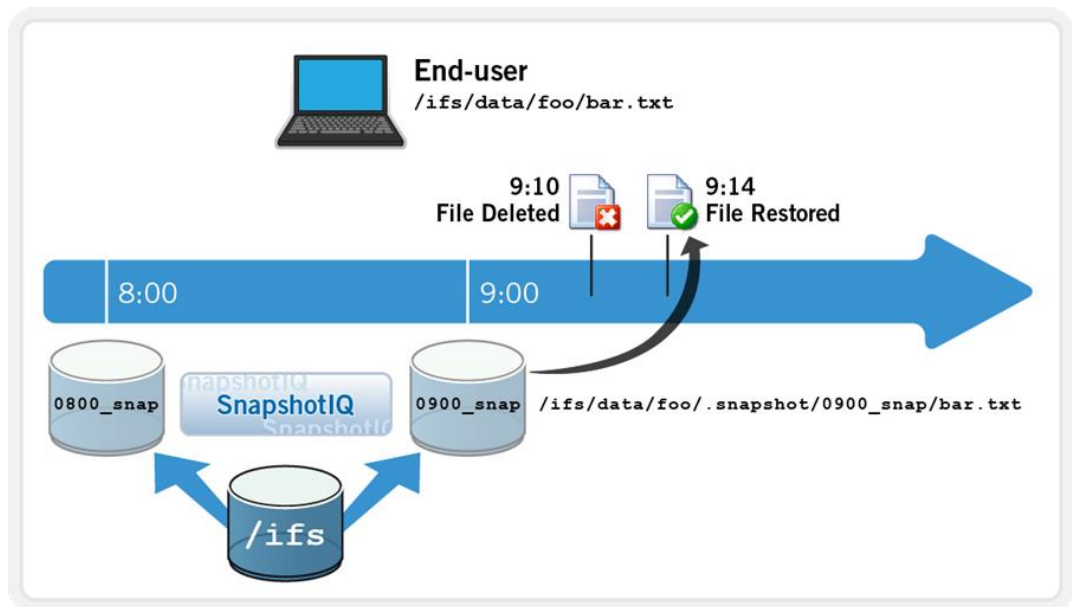 End-user
/ifs/data/foo/bar.txt
9:10
File Deleted
9:14
File Restored
8:00
9:00
0800_snap
SnapshotIQ
SnapshotIQ
0900_snap
/ifs/data/foo/.snapshot/0900_snap/bar.txt
/ifs